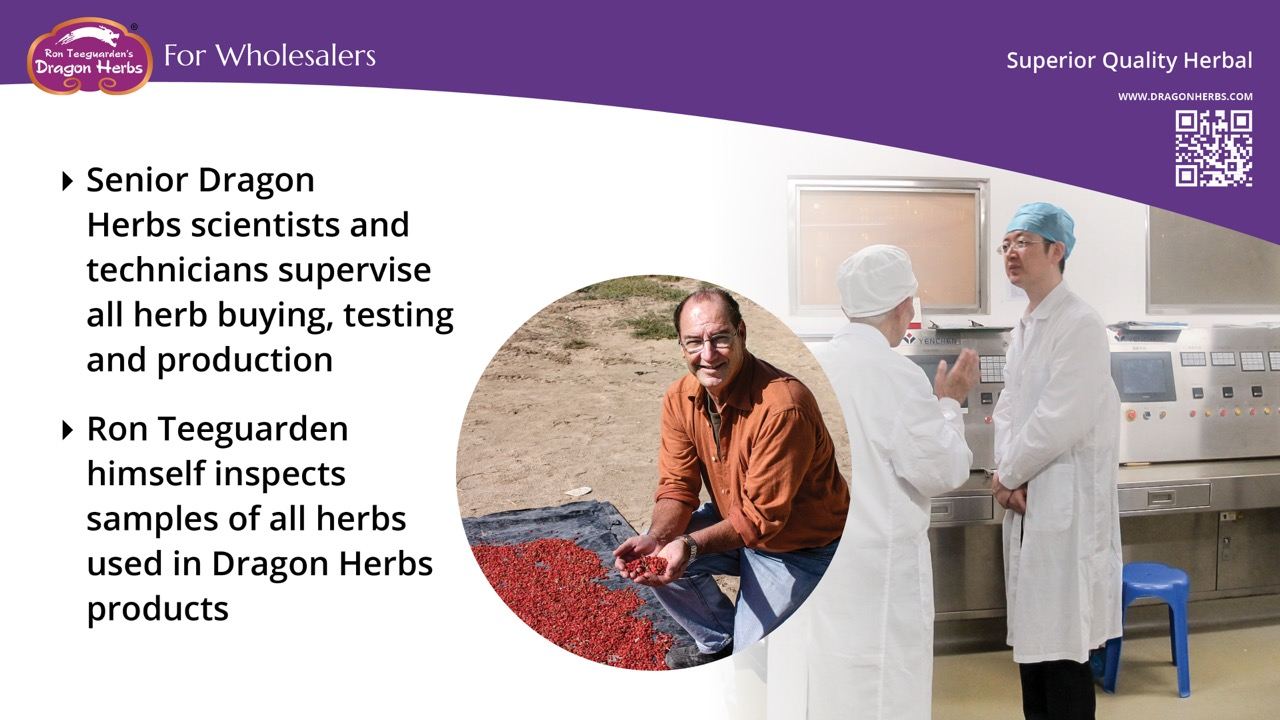 Ron Teeguarden's
Dragon Herbs
®
For Wholesalers
Superior Quality Herbal
WWW.DRAGONHERBS.COM
Senior Dragon
Herbs scientists and
technicians supervise
all herb buying, testing
and production
Ron Teeguarden
himself inspects
samples of all herbs
used in Dragon Herbs
products
YENCHEN